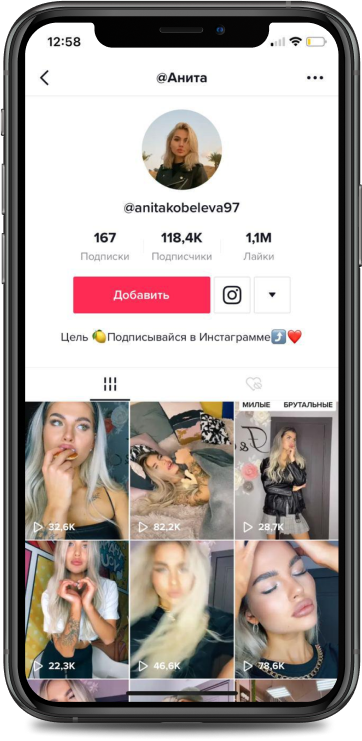 12:58
@Анита
@anitakobeleva97
167
118,4K
1,1M
Подписки
Подписчики
Лайки
Добавить
Цель 🍋Подписывайся в Инстаграмме⤴️❤️
МИЛЫЕ БРУТАЛЬНЫЕ
32,6K
82,2K
28,7K
22,3K
46,6K
78,6K